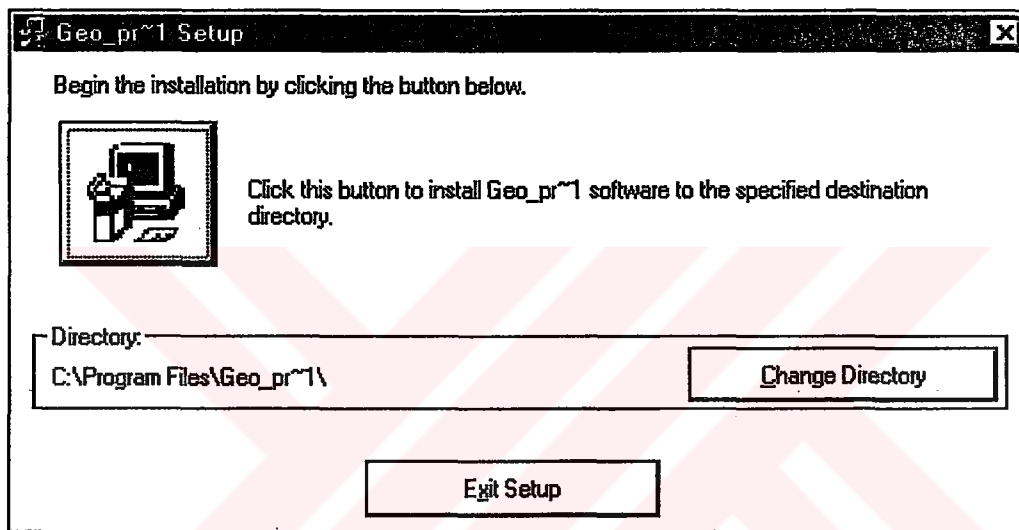 Geo_pr~1 Setup
Begin the installation by clicking the button below.
Click this button to install Geo_pr~1 software to the specified destination
directory.
Directory:
C:\Program Files\Geo_pr~1\
Change Directory
Exit Setup